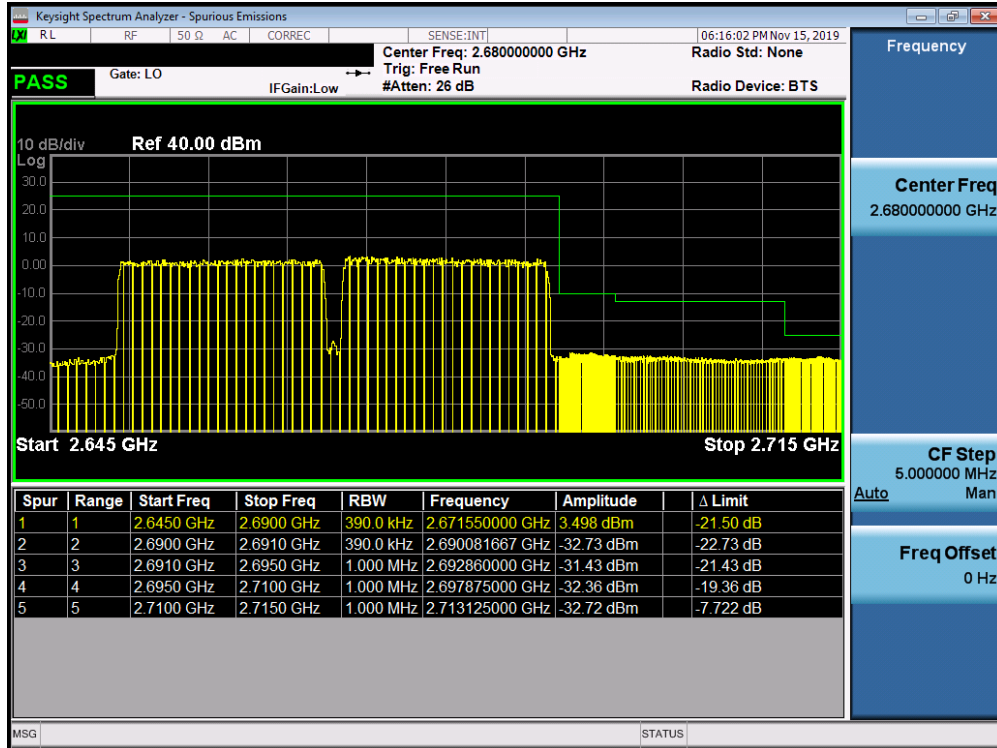 Keysight Spectrum Analyzer - Spurious Emissions
LXI RL RF 50 Ω AC CORREC SENSE:INT 06:16:02 PM Nov 15, 2019
Center Freq: 2.680000000 GHz Radio Std: None
Trig: Free Run
PASS Gate: LO IFGain:Low #Atten: 26 dB Radio Device: BTS
Frequency
10 dB/div Ref 40.00 dBm
Log
30.0
20.0
10.0
0.00
-10.0
-20.0
-30.0
-40.0
-50.0
Start 2.645 GHz Stop 2.715 GHz
Spur Range Start Freq Stop Freq RBW Frequency Amplitude Δ Limit
1 1 2.6450 GHz 2.6900 GHz 390.0 kHz 2.671550000 GHz 3.498 dBm -21.50 dB
2 2 2.6900 GHz 2.6910 GHz 390.0 kHz 2.690081667 GHz -32.73 dBm -22.73 dB
3 3 2.6910 GHz 2.6950 GHz 1.000 MHz 2.692860000 GHz -31.43 dBm -21.43 dB
4 4 2.6950 GHz 2.7100 GHz 1.000 MHz 2.697875000 GHz -32.36 dBm -19.36 dB
5 5 2.7100 GHz 2.7150 GHz 1.000 MHz 2.713125000 GHz -32.72 dBm -7.722 dB
Center Freq
2.680000000 GHz
CF Step
5.000000 MHz
Auto Man
Freq Offset
0 Hz
MSG STATUS